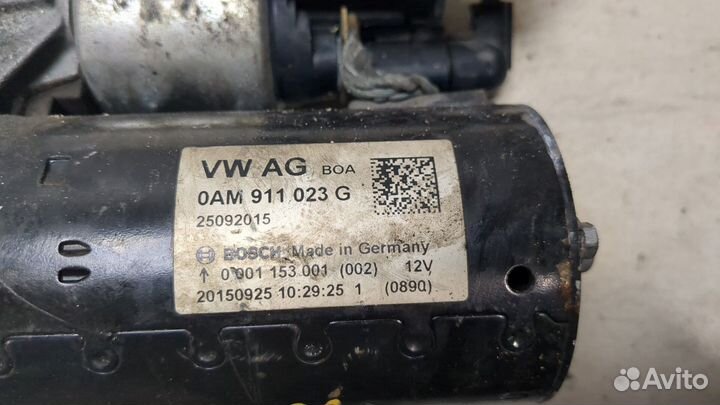 VW AG BOA
0AM 911 023 G
25092015
BOSCH Made in Germany
↑ 0 001 153 001 (002) 12V
20150925 10:29:25 1 (0890)
Avito